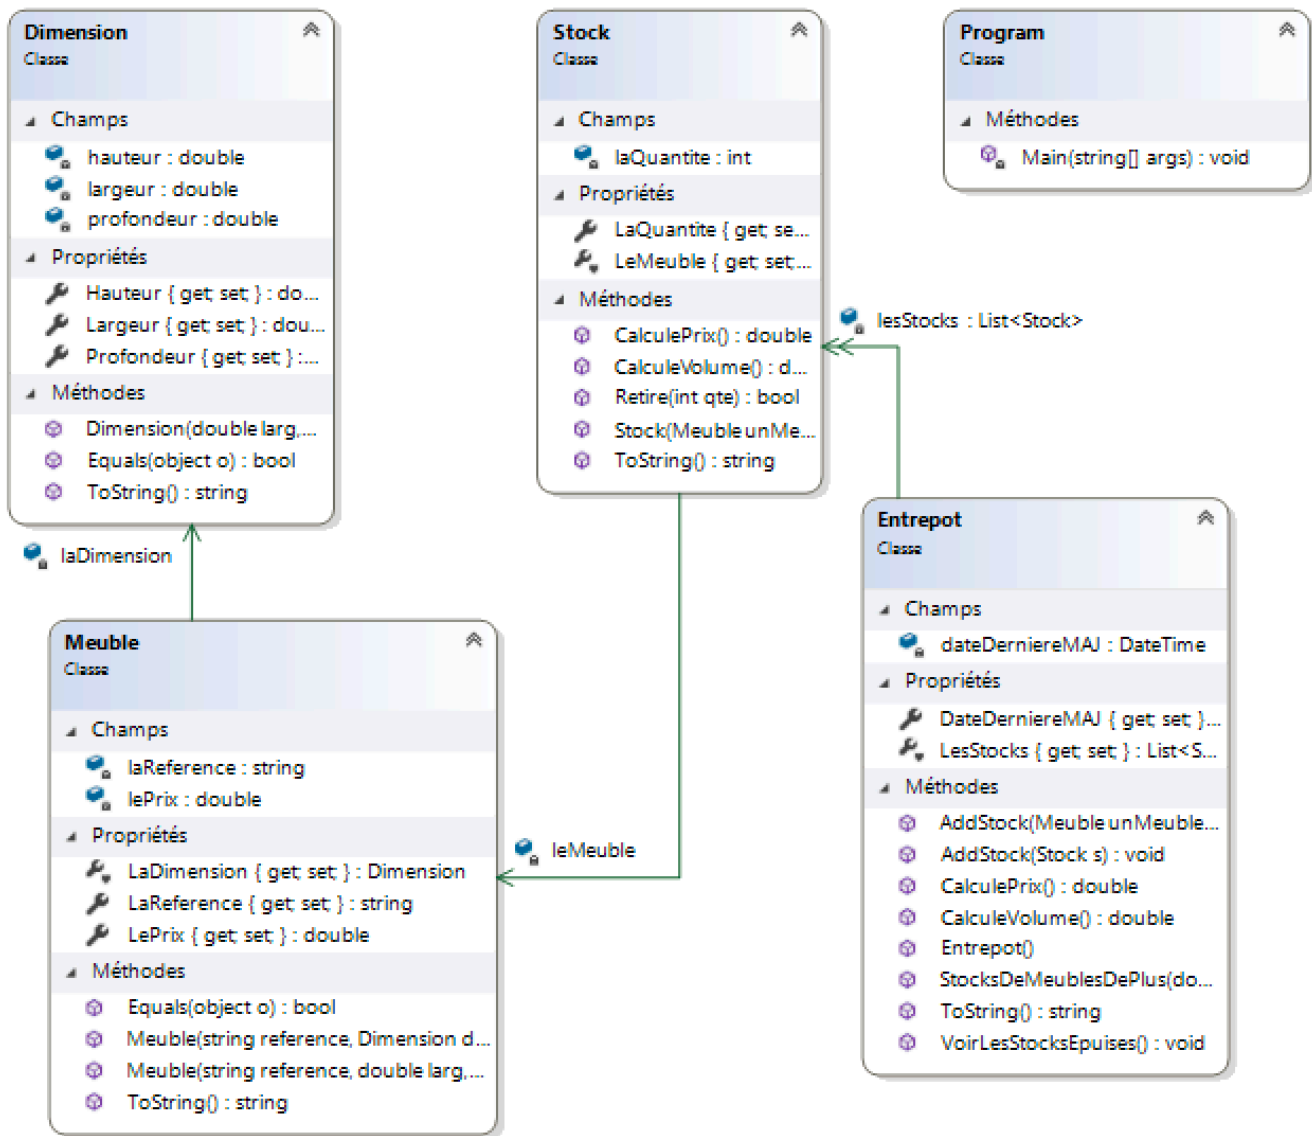 Dimension
Classe
Champs
hauteur : double
largeur : double
profondeur : double
Propriétés
Hauteur { get; set; } : do...
Largeur { get; set; } : dou...
Profondeur { get; set; } :...
Méthodes
Dimension(double larg,...
Equals(object o) : bool
ToString() : string
laDimension
Meuble
Classe
Champs
laReference : string
lePrix : double
Propriétés
LaDimension { get; set; } : Dimension
LaReference { get; set; } : string
LePrix { get; set; } : double
Méthodes
Equals(object o) : bool
Meuble(string reference, Dimension d...
Meuble(string reference, double larg,...
ToString() : string
Stock
Classe
Champs
laQuantite : int
Propriétés
LaQuantite { get; se...
LeMeuble { get; set;...
Méthodes
CalculePrix() : double
CalculeVolume() : d...
Retire(int qte) : bool
Stock(Meuble unMe...
ToString() : string
leMeuble
Program
Classe
Méthodes
Main(string[] args) : void
lesStocks : List<Stock>
Entrepot
Classe
Champs
dateDerniereMAJ : DateTime
Propriétés
DateDerniereMAJ { get; set; }...
LesStocks { get; set; } : List<S...
Méthodes
AddStock(Meuble unMeuble...
AddStock(Stock s) : void
CalculePrix() : double
CalculeVolume() : double
Entrepot()
StocksDeMeublesDePlus(do...
ToString() : string
VoirLesStocksEpuises() : void